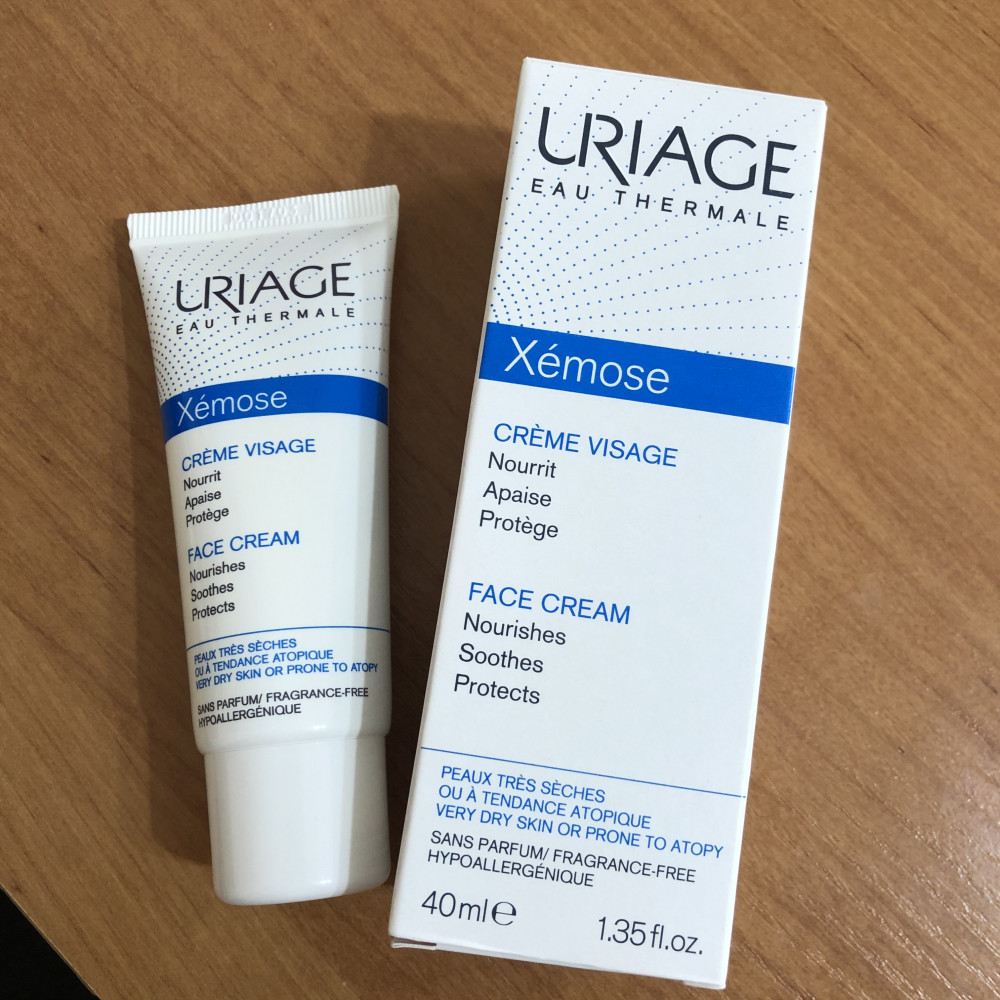 URIAGE
EAU THERMALE
Xémose
CRÈME VISAGE
Nourrit
Apaise
Protège
FACE CREAM
Nourishes
Soothes
Protects
PEAUX TRÈS SÈCHES
OU À TENDANCE ATOPIQUE
VERY DRY SKIN OR PRONE TO ATOPY
SANS PARFUM/ FRAGRANCE-FREE
HYPOALLERGÉNIQUE
URIAGE
EAU THERMALE
Xémose
CRÈME VISAGE
Nourrit
Apaise
Protège
FACE CREAM
Nourishes
Soothes
Protects
PEAUX TRÈS SÈCHES
OU À TENDANCE ATOPIQUE
VERY DRY SKIN OR PRONE TO ATOPY
SANS PARFUM/ FRAGRANCE-FREE
HYPOALLERGÉNIQUE
40ml℮ 1.35fl.oz.